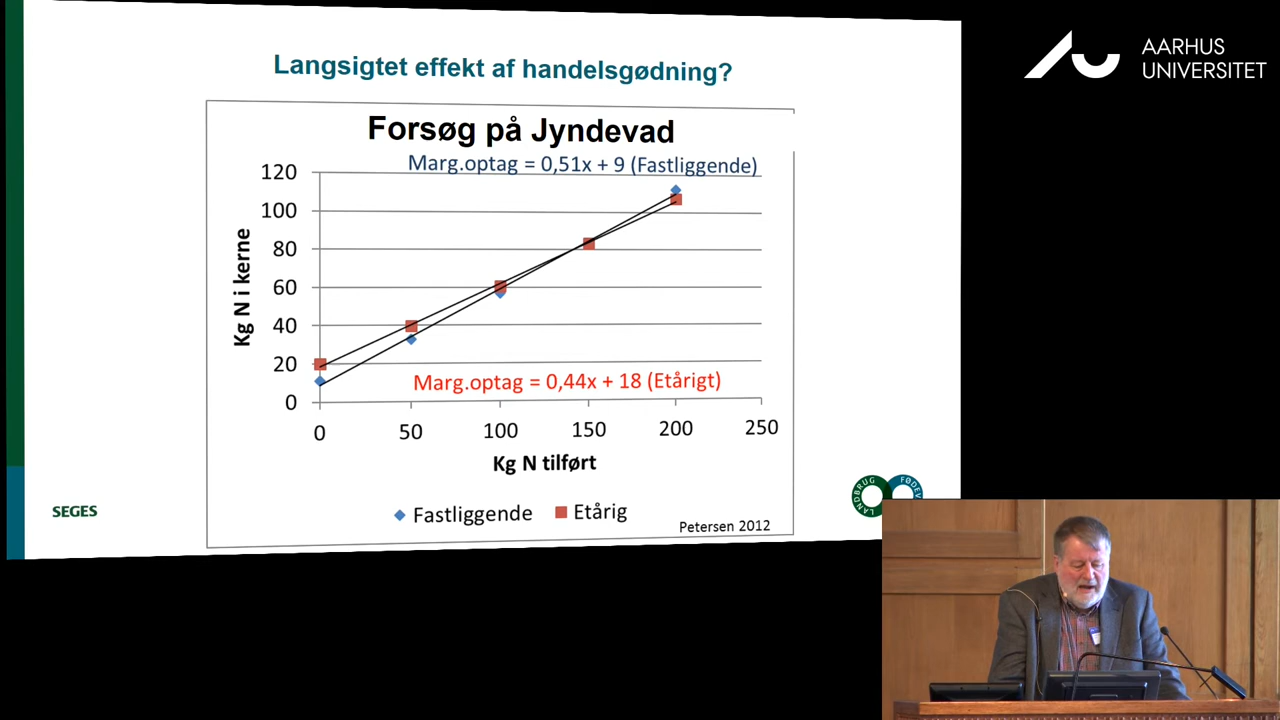 Langsigtet effekt af handelsgødning?
AARHUS
UNIVERSITET
Forsøg på Jyndevad
Marg.optag = 0,51x + 9 (Fastliggende)
120
100
80
60
40
20
0
Kg N i kerne
Marg.optag = 0,44x + 18 (Etårigt)
0 50 100 150 200 250
Kg N tilført
Fastliggende Etårig
Petersen 2012
SEGES
LANDBRUG